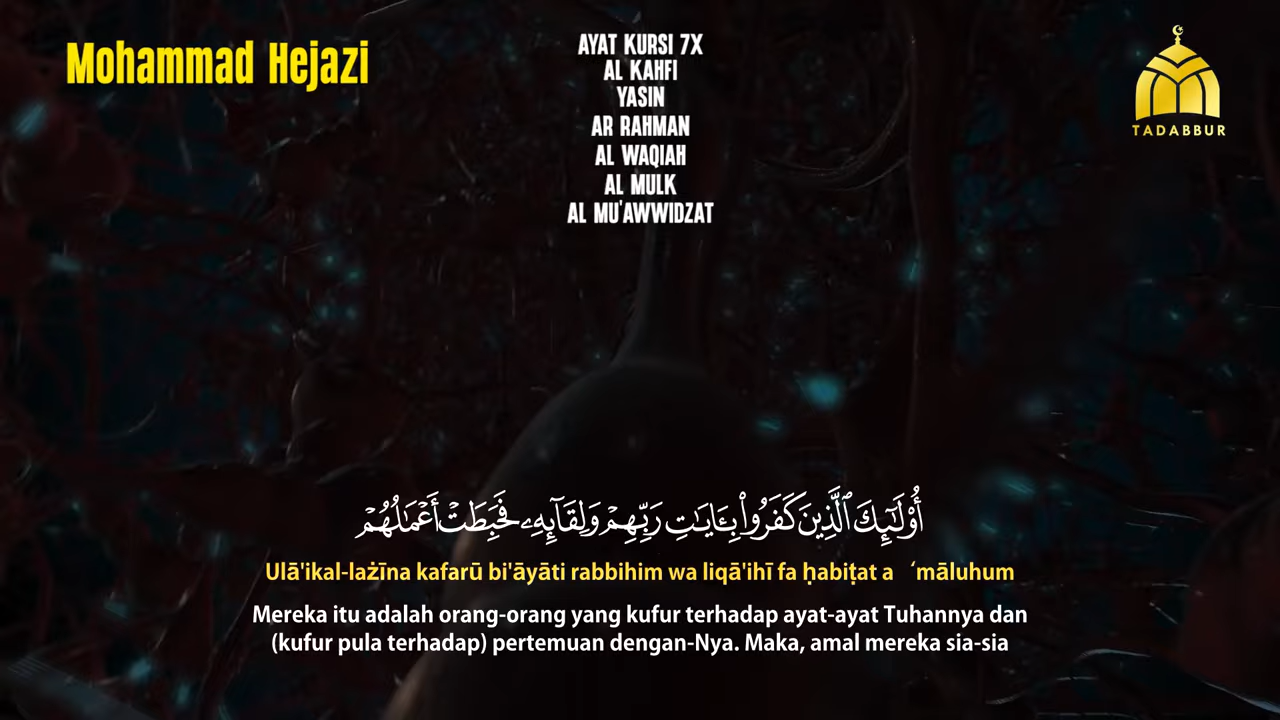 Mohammad Hejazi
AYAT KURSI 7X
AL KAHFI
YASIN
AR RAHMAN
AL WAQIAH
AL MULK
AL MU'AWWIDZAT
TADABBUR
أُو۟لَـٰٓئِكَ ٱلَّذِينَ كَفَرُوا۟ بِـَٔايَـٰتِ رَبِّهِمْ وَلِقَآئِهِۦ فَحَبِطَتْ أَعْمَـٰلُهُمْ
Ulā'ikal-lażīna kafarū bi'āyāti rabbihim wa liqā'ihī fa ḥabiṭat a ‘māluhum
Mereka itu adalah orang-orang yang kufur terhadap ayat-ayat Tuhannya dan
(kufur pula terhadap) pertemuan dengan-Nya. Maka, amal mereka sia-sia